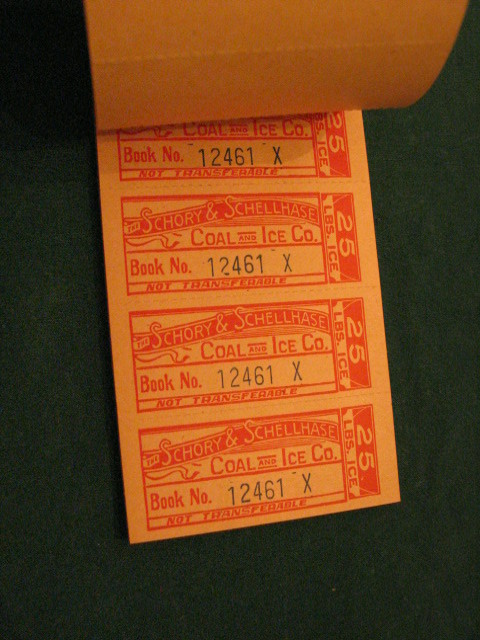 COAL AND ICE CO.
Book No. 12461 X
NOT TRANSFERABLE
25
LBS. ICE
THE SCHORY & SCHELLHASE
COAL AND ICE CO.
Book No. 12461 X
NOT TRANSFERABLE
25
LBS. ICE.
THE SCHORY & SCHELLHASE
COAL AND ICE CO.
Book No. 12461 X
NOT TRANSFERABLE
25
LBS. ICE.
THE SCHORY & SCHELLHASE
COAL AND ICE CO.
Book No. 12461 X
NOT TRANSFERABLE
25
LBS. ICE.